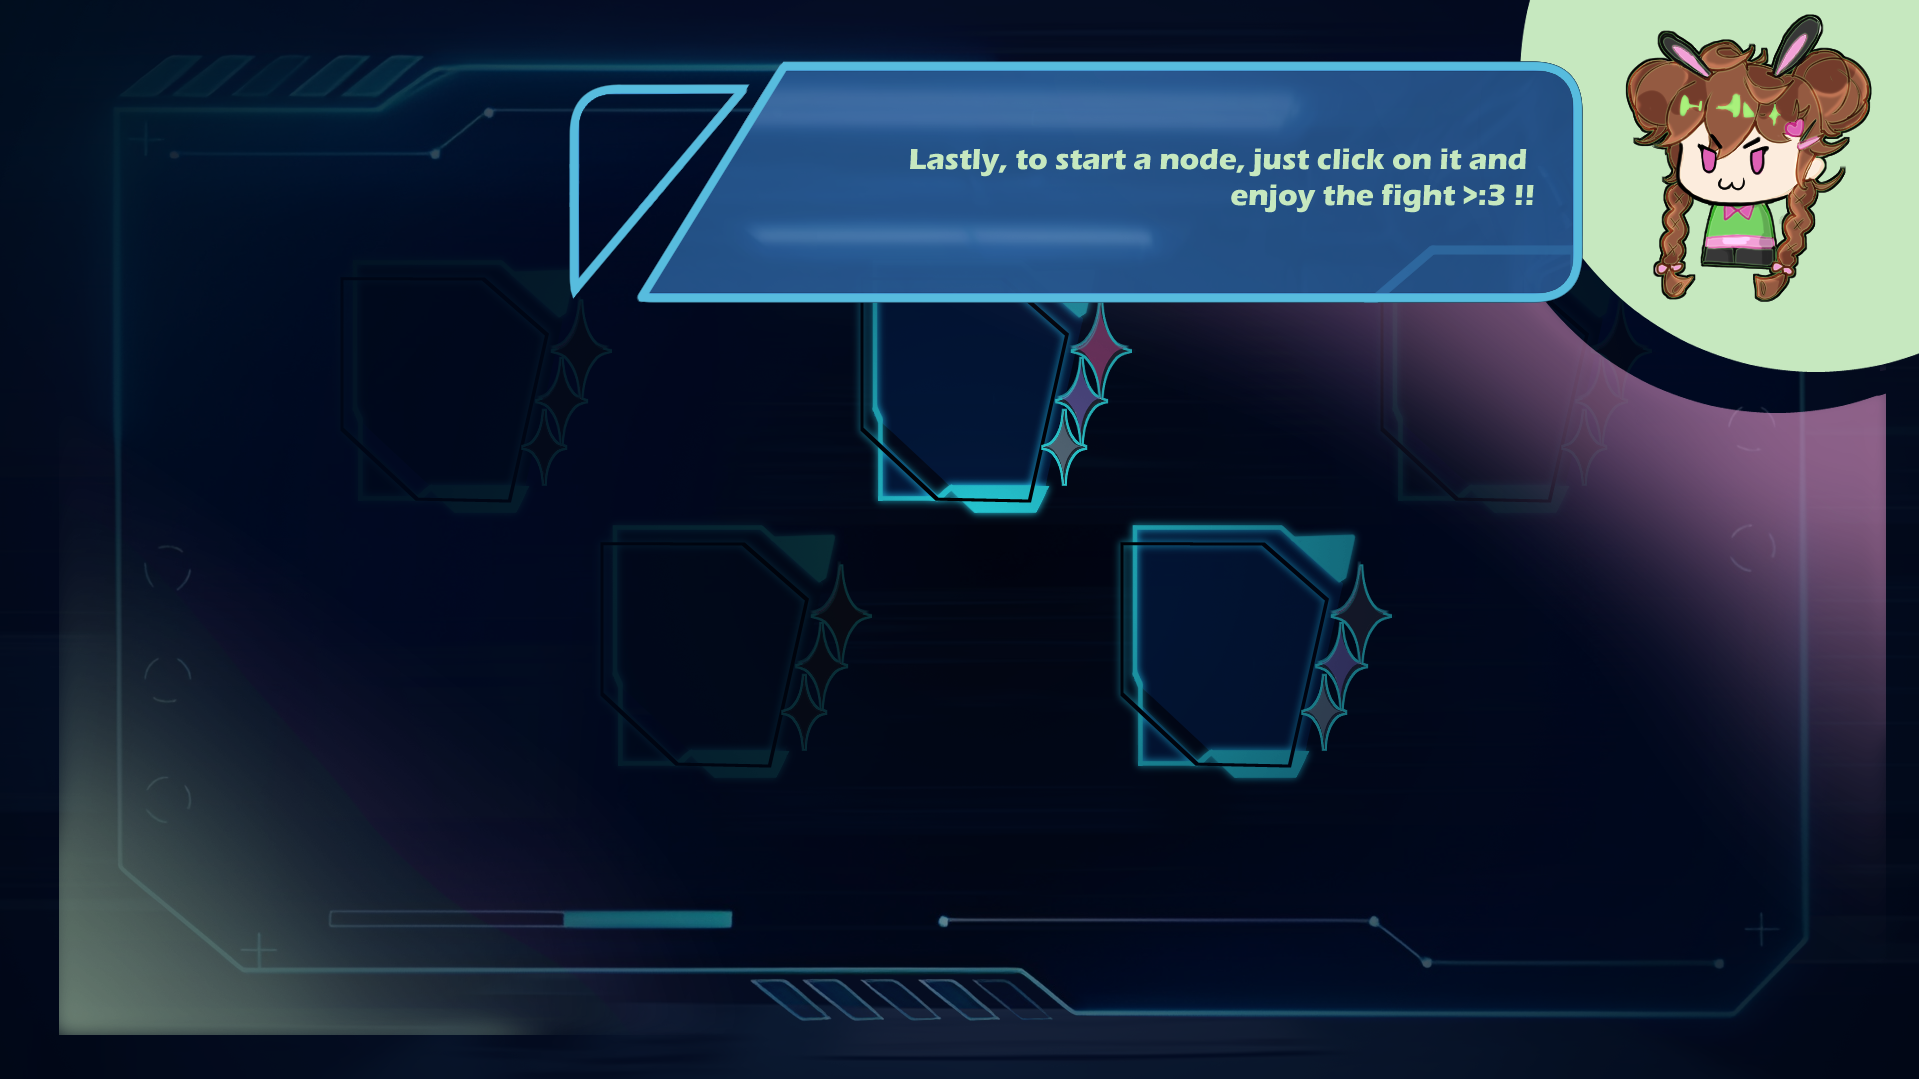 Lastly, to start a node, just click on it and
enjoy the fight >:3 !!